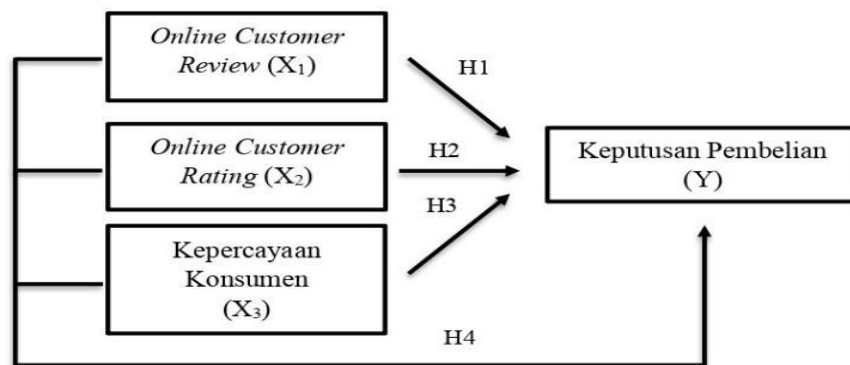 Online Customer
Review (X₁)
H1
Online Customer
Rating (X₂)
H2
Keputusan Pembelian
(Y)
H3
Kepercayaan
Konsumen
(X₃)
H4